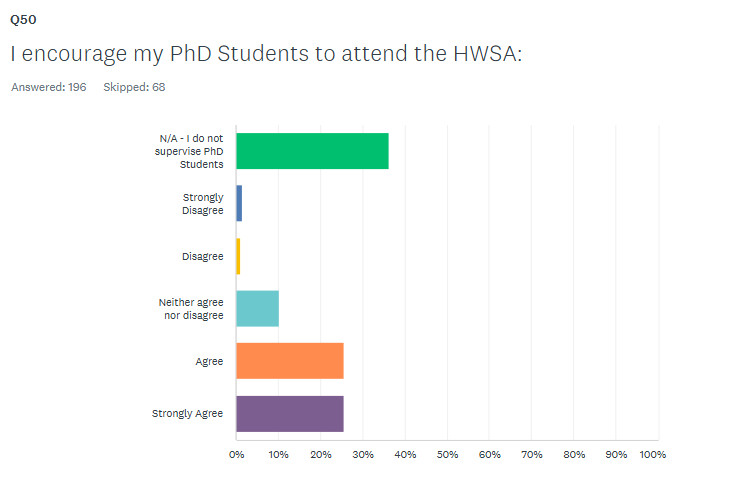 Q50
I encourage my PhD Students to attend the HWSA:
Answered: 196 Skipped: 68
N/A - I do not
supervise PhD
Students
Strongly
Disagree
Disagree
Neither agree
nor disagree
Agree
Strongly Agree
0% 10% 20% 30% 40% 50% 60% 70% 80% 90% 100%